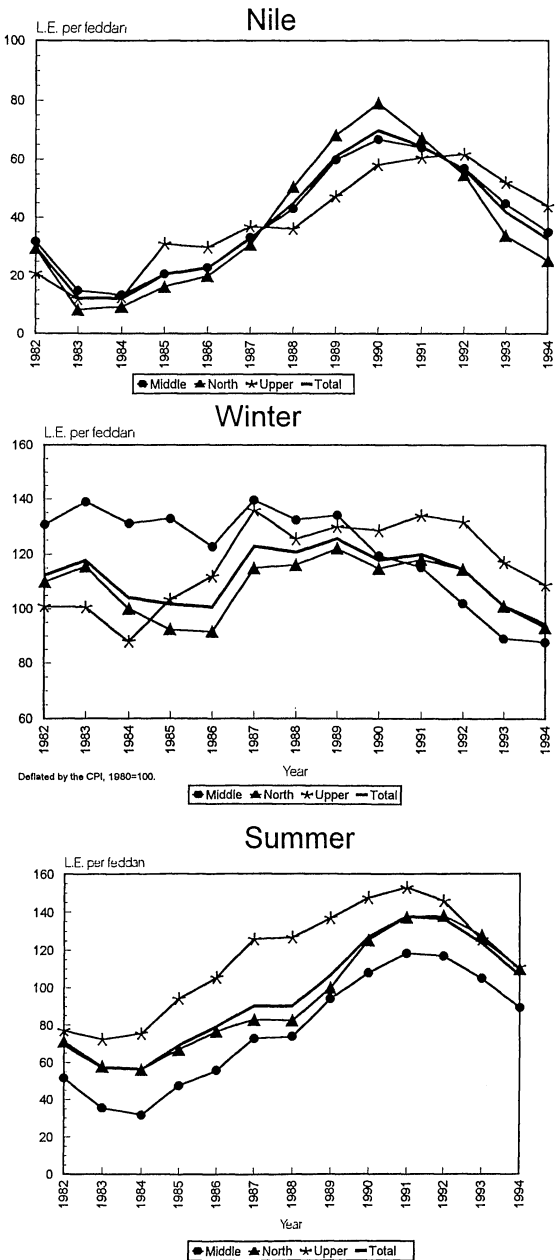 Nile
L.E. per feddan
100
80
60
40
20
0
1982 1983 1984 1985 1986 1987 1988 1989 1990 1991 1992 1993 1994
Middle North Upper Total
Winter
L.E. per feddan
160
140
120
100
80
60
1982 1983 1984 1985 1986 1987 1988 1989 1990 1991 1992 1993 1994
Year
Deflated by the CPI, 1980=100.
Middle North Upper Total
Summer
L.E. per feddan
160
140
120
100
80
60
40
20
0
1982 1983 1984 1985 1986 1987 1988 1989 1990 1991 1992 1993 1994
Year
Middle North Upper Total